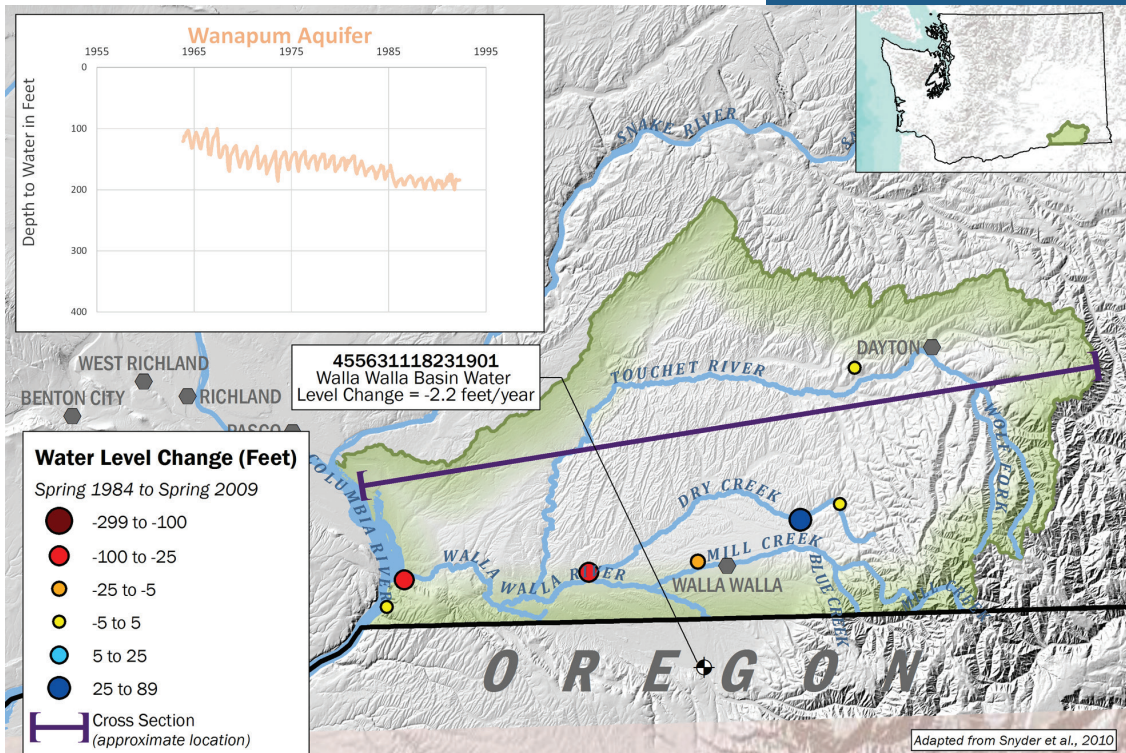 Wanapum Aquifer
1955
1965
1975
1985
1995
Depth to Water in Feet
0
100
200
300
400
SNAKE RIVER
WEST RICHLAND
BENTON CITY
RICHLAND
PASCO
4556311118231901
Walla Walla Basin Water
Level Change = -2.2 feet/year
DAYTON
TOUCHET RIVER
WOLF FORK
COLUMBIA RIVER
DRY CREEK
MILL CREEK
WALLA
WALLA RIVER
WALLA WALLA
BLUE CREEK
MILL CREEK
OREGON
Water Level Change (Feet)
Spring 1984 to Spring 2009
-299 to -100
-100 to -25
-25 to -5
-5 to 5
5 to 25
25 to 89
Cross Section
(approximate location)
Adapted from Snyder et al., 2010